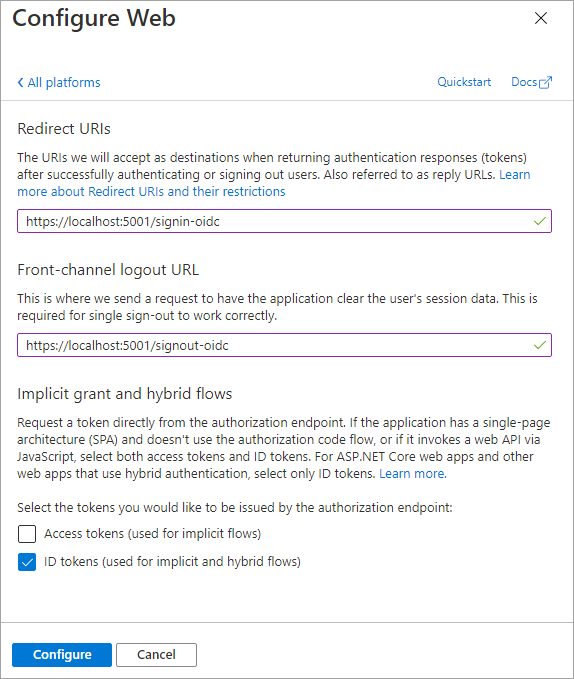 Configure Web
All platforms
Quickstart
Docs
Redirect URIs
The URIs we will accept as destinations when returning authentication responses (tokens)
after successfully authenticating or signing out users. Also referred to as reply URLs. Learn
more about Redirect URIs and their restrictions
https://localhost:5001/signin-oidc
Front-channel logout URL
This is where we send a request to have the application clear the user's session data. This is
required for single sign-out to work correctly.
https://localhost:5001/signout-oidc
Implicit grant and hybrid flows
Request a token directly from the authorization endpoint. If the application has a single-page
architecture (SPA) and doesn't use the authorization code flow, or if it invokes a web API via
JavaScript, select both access tokens and ID tokens. For ASP.NET Core web apps and other
web apps that use hybrid authentication, select only ID tokens. Learn more.
Select the tokens you would like to be issued by the authorization endpoint:
Access tokens (used for implicit flows)
ID tokens (used for implicit and hybrid flows)
Configure
Cancel